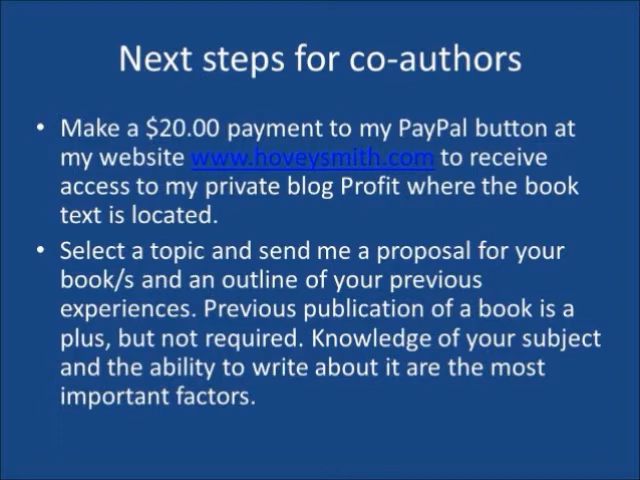 Next steps for co-authors
• Make a $20.00 payment to my PayPal button at
my website www.hoveysmith.com to receive
access to my private blog Profit where the book
text is located.
• Select a topic and send me a proposal for your
book/s and an outline of your previous
experiences. Previous publication of a book is a
plus, but not required. Knowledge of your subject
and the ability to write about it are the most
important factors.